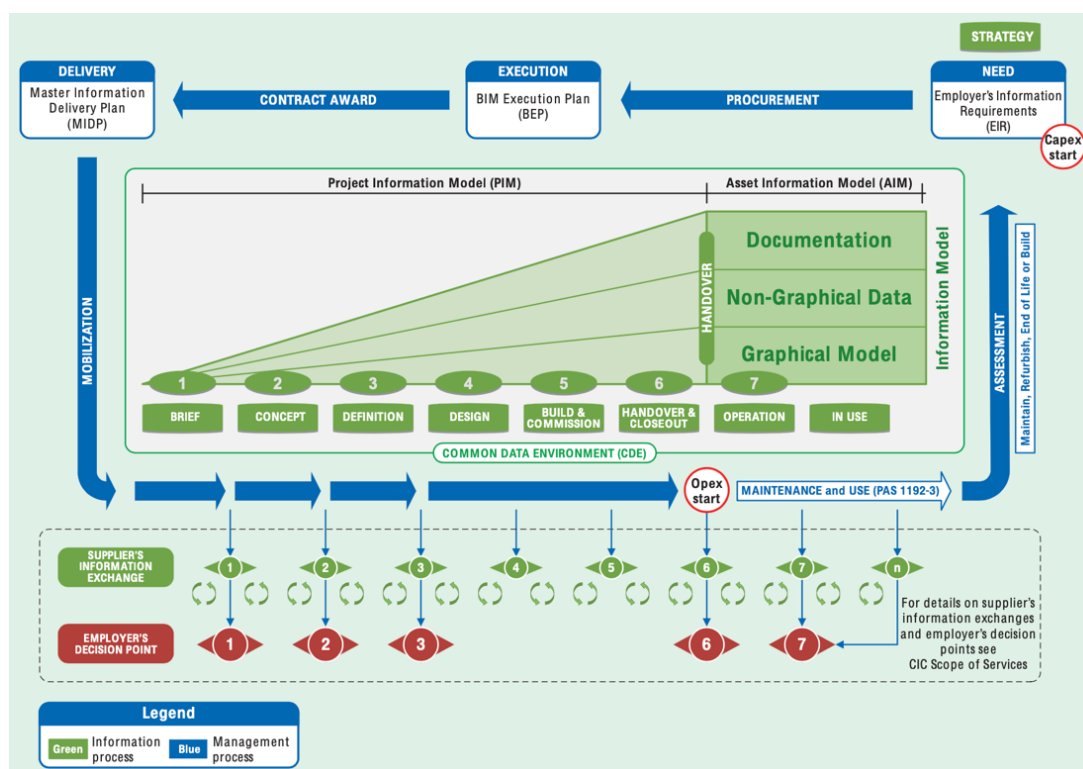 STRATEGY
DELIVERY
Master Information
Delivery Plan
(MIDP)
CONTRACT AWARD
EXECUTION
BIM Execution Plan
(BEP)
PROCUREMENT
NEED
Employer's Information
Requirements
(EIR)
Capex
start
Project Information Model (PIM)
Asset Information Model (AIM)
MOBILIZATION
HANDOVER
Documentation
Non-Graphical Data
Graphical Model
Information Model
ASSESSMENT
Maintain, Refurbish, End of Life or Build
1
2
3
4
5
6
7
BRIEF
CONCEPT
DEFINITION
DESIGN
BUILD &
COMMISSION
HANDOVER &
CLOSEOUT
OPERATION
IN USE
COMMON DATA ENVIRONMENT (CDE)
Opex
start
MAINTENANCE and USE (PAS 1192-3)
SUPPLIER'S
INFORMATION
EXCHANGE
1
2
3
4
5
6
7
n
EMPLOYER'S
DECISION POINT
1
2
3
6
7
For details on supplier's
information exchanges
and employer's decision
points see
CIC Scope of Services
Legend
Green
Information
process
Blue
Management
process